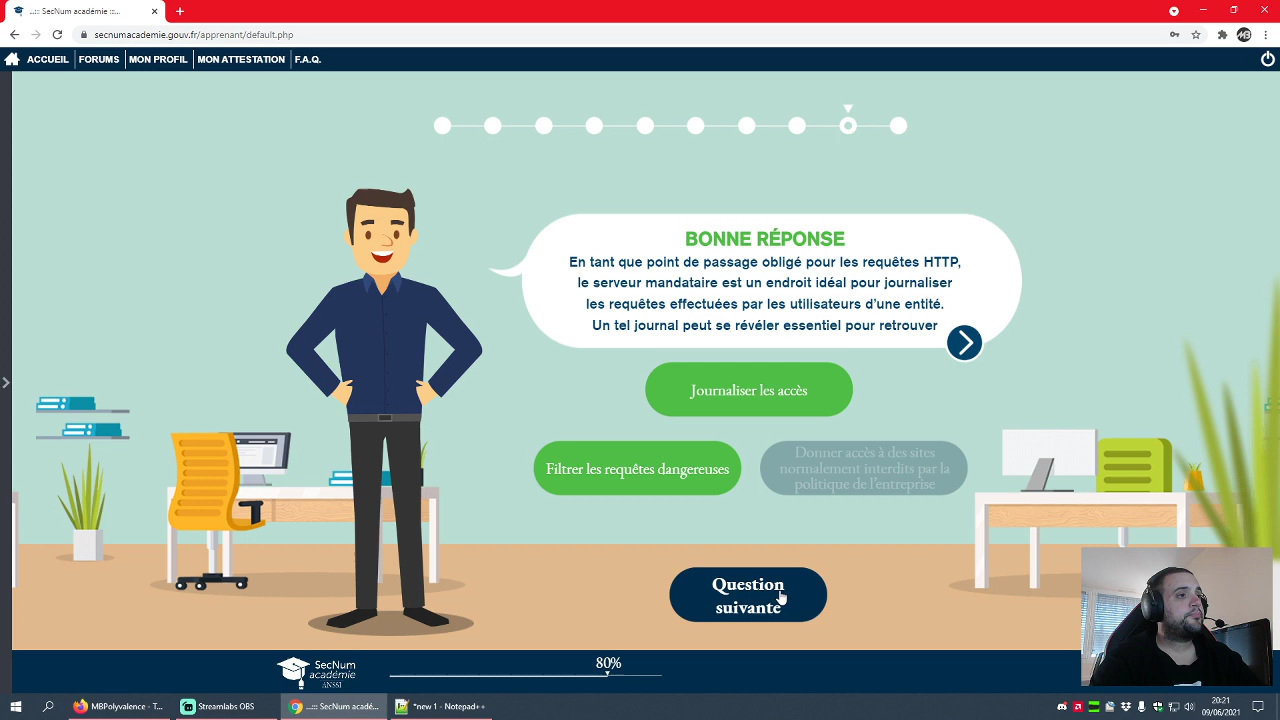 ..:: SecNum académie ::..
secnumacademie.gouv.fr/apprenant/default.php
ACCUEIL
FORUMS
MON PROFIL
MON ATTESTATION
F.A.Q.
BONNE RÉPONSE
En tant que point de passage obligé pour les requêtes HTTP,
le serveur mandataire est un endroit idéal pour journaliser
les requêtes effectuées par les utilisateurs d'une entité.
Un tel journal peut se révéler essentiel pour retrouver
Journaliser les accès
Filtrer les requêtes dangereuses
Donner accès à des sites
normalement interdits par la
politique de l'entreprise
Question
suivante
SecNum
académie
ANSSI
80%
MBPolyvalence - T...
Streamlabs OBS
..:: SecNum acadé...
*new 1 - Notepad++
20:21
09/06/2021